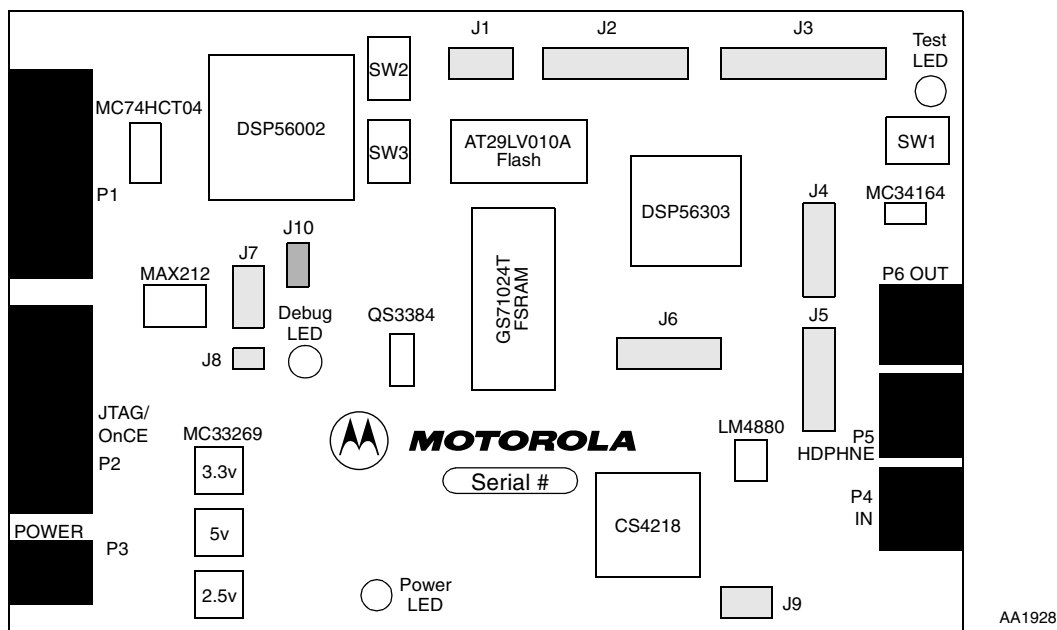 J1
J2
J3
Test
LED
SW2
MC74HCT04
DSP56002
SW3
AT29LV010A
Flash
SW1
P1
DSP56303
J4
MC34164
J10
J7
MAX212
GS71024T
FSRAM
P6 OUT
Debug
LED
QS3384
J6
J5
J8
JTAG/
OnCE
P2
MC33269
3.3v
MOTOROLA
LM4880
P5
HDPHNE
Serial #
P4
IN
POWER
P3
5v
CS4218
2.5v
Power
LED
J9
AA1928